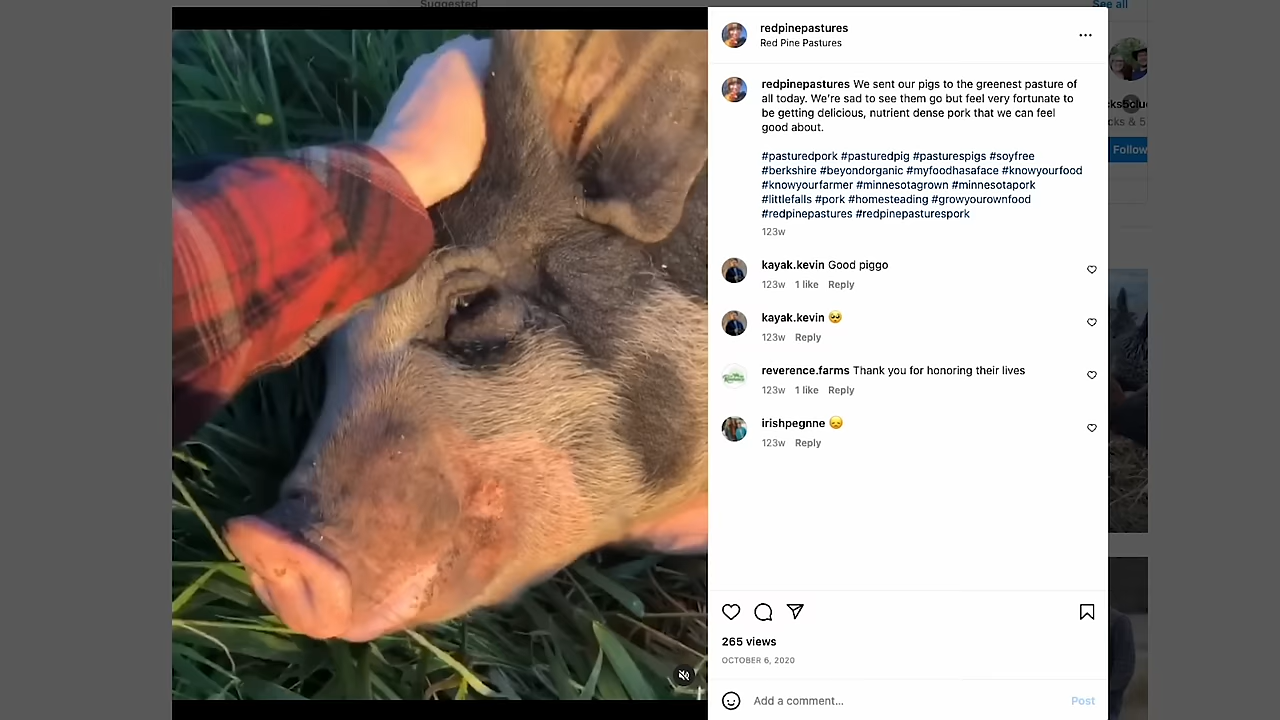 Suggested
See all
redpinepastures
Red Pine Pastures
redpinepastures We sent our pigs to the greenest pasture of
all today. We're sad to see them go but feel very fortunate to
be getting delicious, nutrient dense pork that we can feel
good about.
#pasturedpork #pasturedpig #pasturespigs #soyfree
#berkshire #beyondorganic #myfoodhasaface #knowyourfood
#knowyourfarmer #minnesotagrown #minnesotapork
#littlefalls #pork #homesteading #growyourownfood
#redpinepastures #redpinepasturespork
123w
kayak.kevin Good piggo
123w 1 like Reply
kayak.kevin 🥺
123w Reply
reverence.farms Thank you for honoring their lives
123w 1 like Reply
irishpegnne 😞
123w Reply
265 views
OCTOBER 6, 2020
Add a comment...
Post
cks5clu
cks & 5
Follow